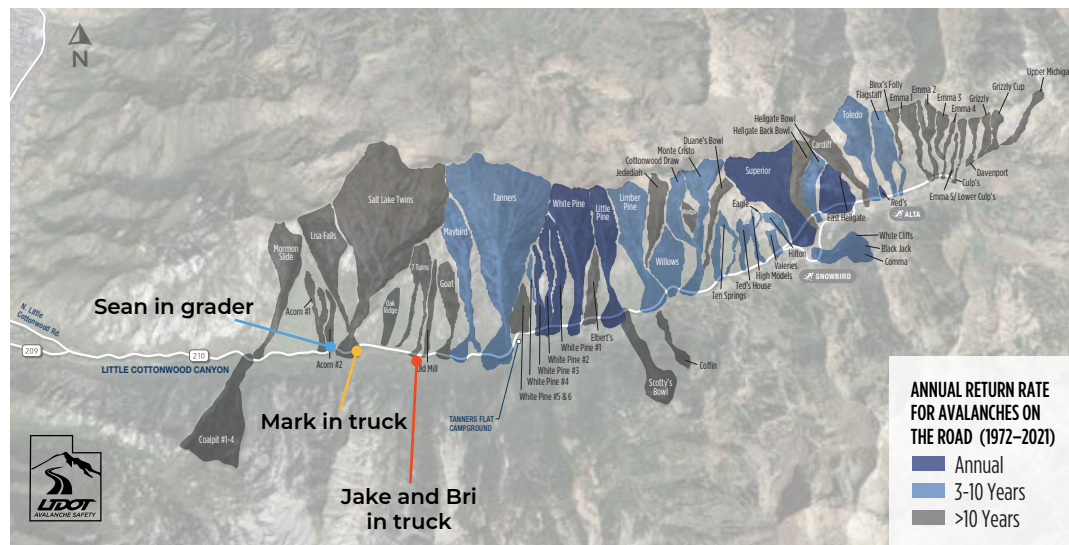 N
Upper Michigan
Binx's Folly
Flagstaff
Emma 1
Emma 2
Emma 3
Emma 4
Grizzly
Grizzly Cup
Toledo
Hellgate Bowl
Hellgate Back Bowl
Cardiff
Duane's Bowl
Monte Cristo
Cottonwood Draw
Jedediah
Superior
Davenport
Culp's
Emma 5/ Lower Culp's
Red's
ALTA
East Hellgate
White Cliffs
Black Jack
Comma
SNOWBIRD
Hilton
Valeries
High Models
Ted's House
Ten Springs
Eagle
Wedge
Willows
Limber
Pine
Little
Pine
White Pine
Tanners
Maybird
Salt Lake Twins
Lisa Falls
Mormon
Slide
7 Turns
Goat
Oak
Ridge
Acorn #1
Acorn #2
Old Mill
Elbert's
White Pine #1
White Pine #2
White Pine #3
White Pine #4
White Pine #5 & 6
Coffin
Scotty's
Bowl
Coalpit #1-4
Sean in grader
Mark in truck
Jake and Bri
in truck
N. Little
Cottonwood Rd.
209
210
LITTLE COTTONWOOD CANYON
TANNERS FLAT
CAMPGROUND
UDOT
AVALANCHE SAFETY
ANNUAL RETURN RATE
FOR AVALANCHES ON
THE ROAD (1972–2021)
Annual
3-10 Years
>10 Years